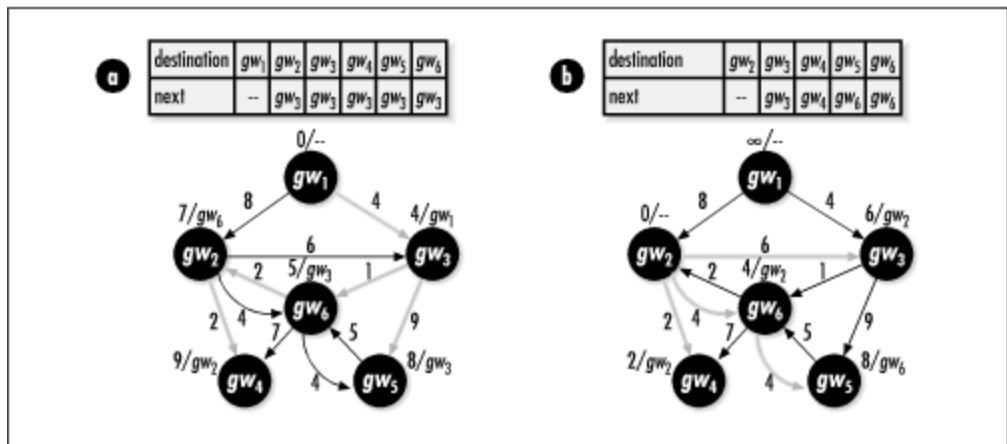 a
destination gw1 gw2 gw3 gw4 gw5 gw6
next -- gw3 gw3 gw3 gw3 gw3
0/--
gw1
8 4
7/gw6 4/gw1
gw2 6 gw3
5/gw3
2 1
gw6
2 4 7 5 9
9/gw2 8/gw3
gw4 4 gw5
b
destination gw2 gw3 gw4 gw5 gw6
next -- gw3 gw4 gw6 gw6
∞/--
gw1
8 4
0/-- 6/gw2
gw2 6 gw3
4/gw2
2 1
gw6
2 4 7 5 9
2/gw2 8/gw6
gw4 4 gw5